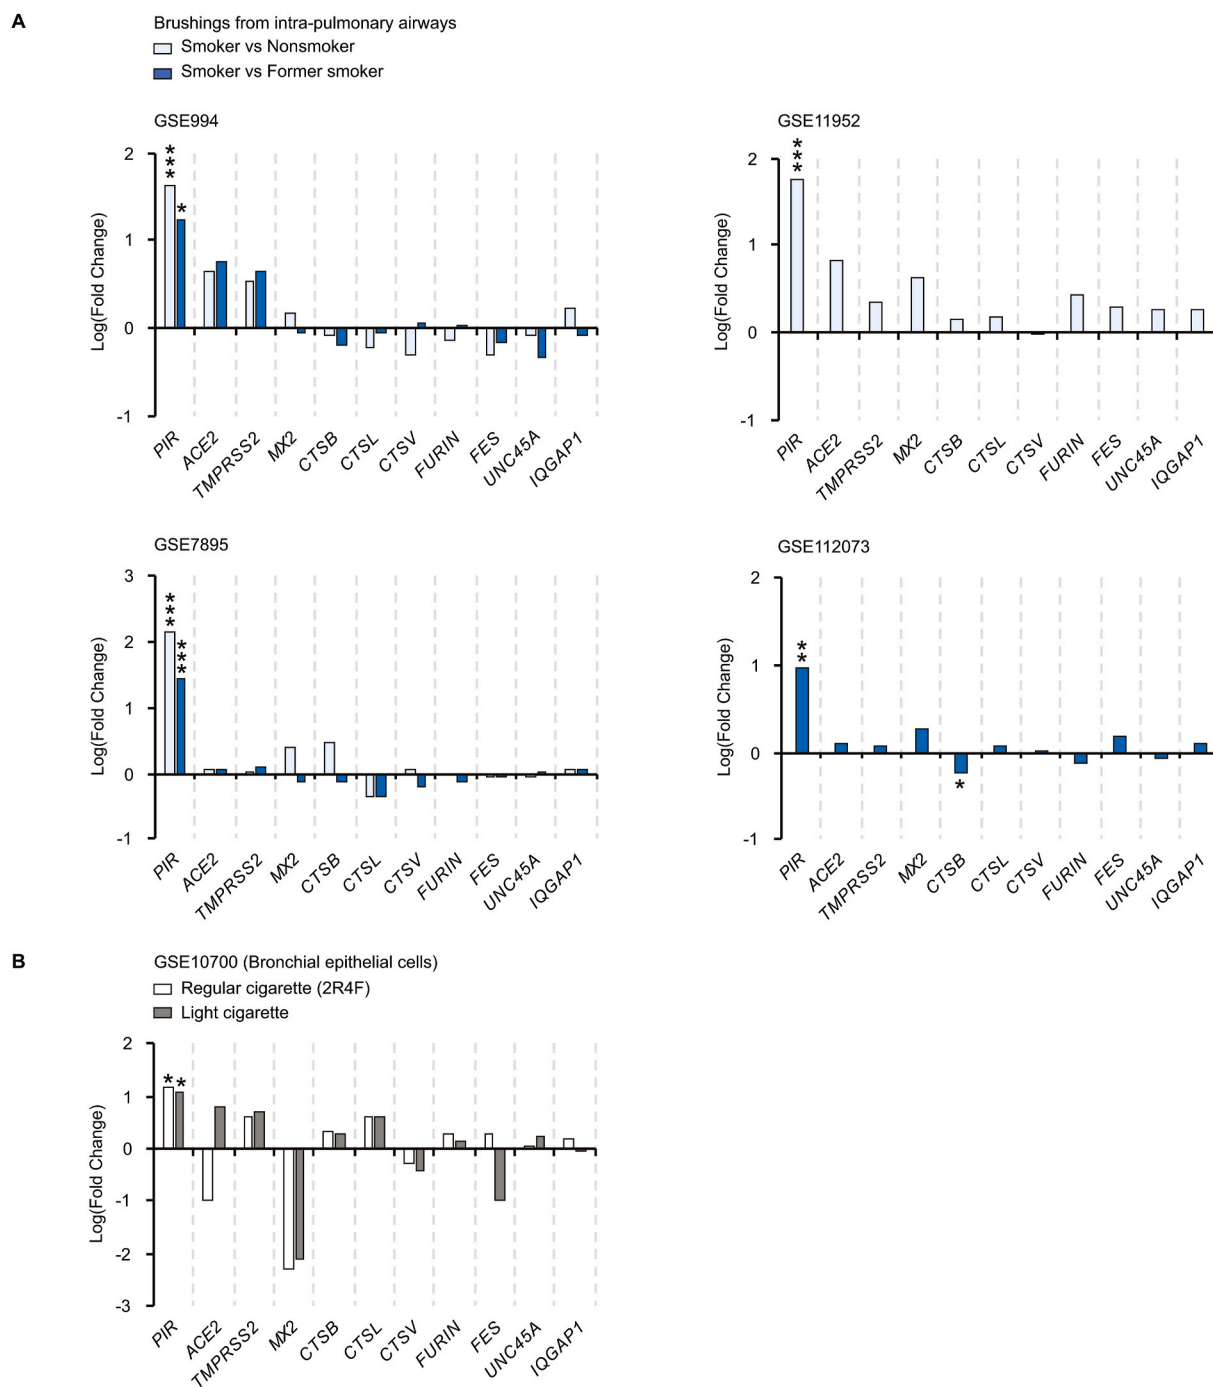 A
Brushings from intra-pulmonary airways
Smoker vs Nonsmoker
Smoker vs Former smoker
GSE994
***
*
2
1
0
-1
Log(Fold Change)
PIR
ACE2
TMPRSS2
MX2
CTSB
CTSL
CTSV
FURIN
FES
UNC45A
IQGAP1
GSE11952
***
2
1
0
-1
Log(Fold Change)
PIR
ACE2
TMPRSS2
MX2
CTSB
CTSL
CTSV
FURIN
FES
UNC45A
IQGAP1
GSE7895
***
***
3
2
1
0
-1
Log(Fold Change)
PIR
ACE2
TMPRSS2
MX2
CTSB
CTSL
CTSV
FURIN
FES
UNC45A
IQGAP1
GSE112073
**
*
2
1
0
-1
Log(Fold Change)
PIR
ACE2
TMPRSS2
MX2
CTSB
CTSL
CTSV
FURIN
FES
UNC45A
IQGAP1
B
GSE10700 (Bronchial epithelial cells)
Regular cigarette (2R4F)
Light cigarette
* *
2
1
0
-1
-2
-3
Log(Fold Change)
PIR
ACE2
TMPRSS2
MX2
CTSB
CTSL
CTSV
FURIN
FES
UNC45A
IQGAP1